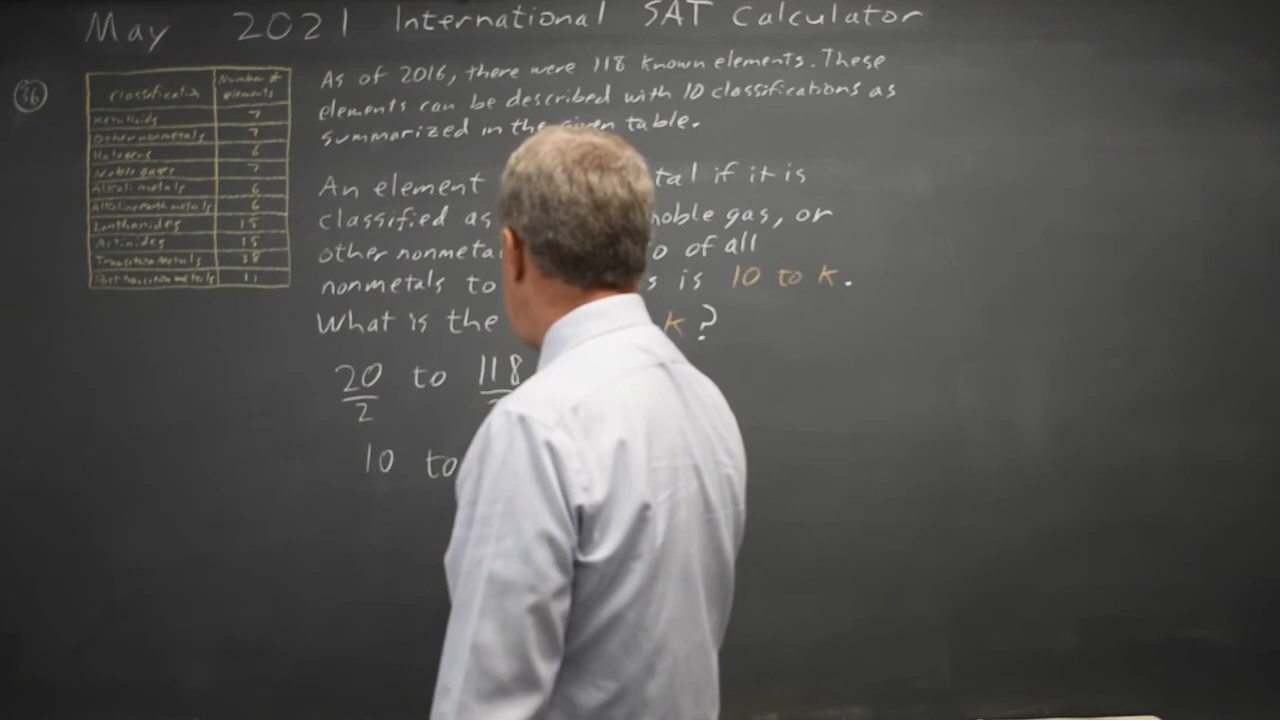 May 2021 International SAT Calculator
36
Classification Number of elements
Metalloids 7
Other nonmetals 7
Halogens 6
Noble gases 7
Alkali metals 6
Alkaline earth metals 6
Lanthanides 15
Actinides 15
Transition metals 38
Post transition metals 11
As of 2016, there were 118 known elements. These
elements can be described with 10 classifications as
summarized in the given table.
An element if it is
classified as noble gas, or
other of all
nonmetals to is 10 to k.
What is the k?
20 to 118
2
10 to